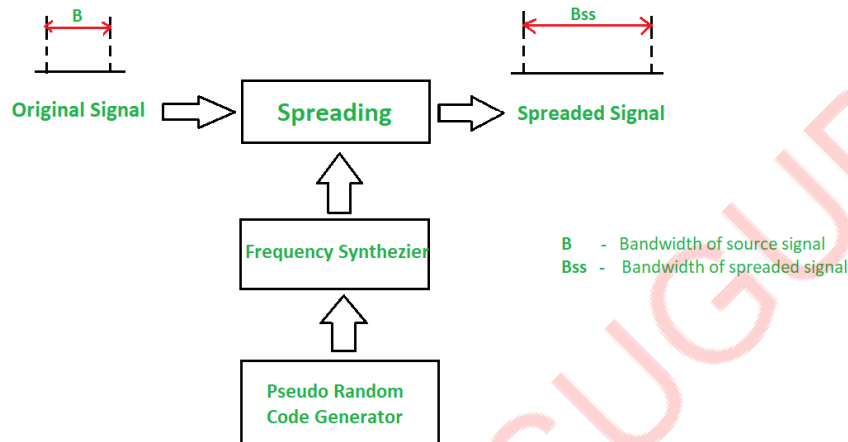 B
Bss
Original Signal
Spreading
Spreaded Signal
Frequency Synthezier
B - Bandwidth of source signal
Bss - Bandwidth of spreaded signal
Pseudo Random
Code Generator